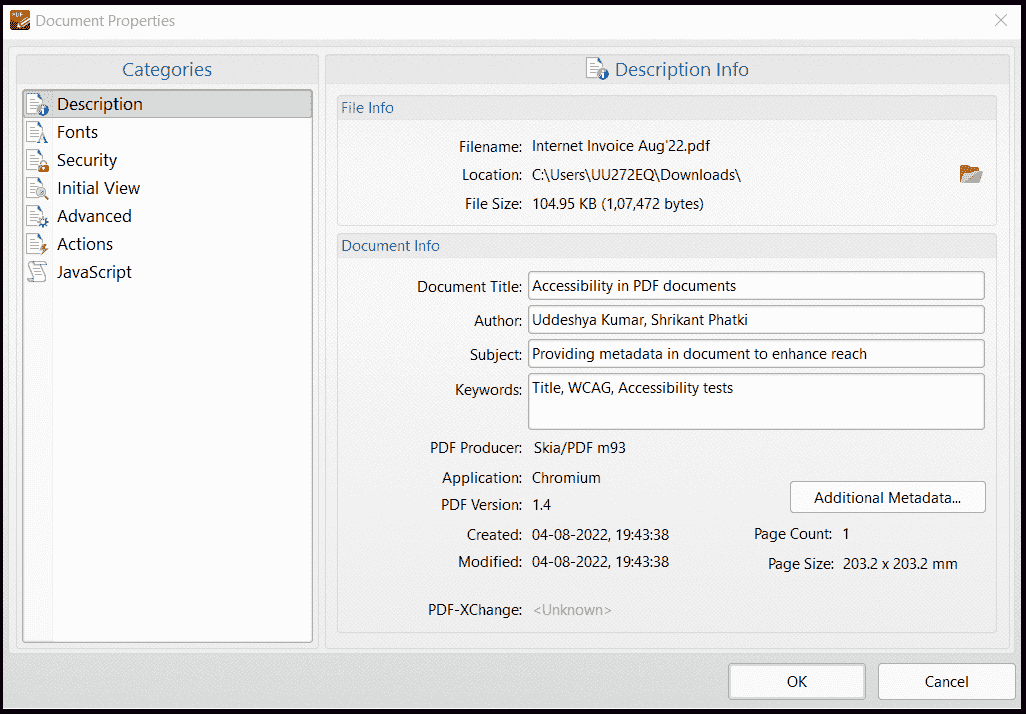 Document Properties
Categories
Description
Fonts
Security
Initial View
Advanced
Actions
JavaScript
Description Info
File Info
Filename: Internet Invoice Aug'22.pdf
Location: C:\Users\UU272EQ\Downloads\
File Size: 104.95 KB (1,07,472 bytes)
Document Info
Document Title: Accessibility in PDF documents
Author: Uddeshya Kumar, Shrikant Phatki
Subject: Providing metadata in document to enhance reach
Keywords: Title, WCAG, Accessibility tests
PDF Producer: Skia/PDF m93
Application: Chromium
PDF Version: 1.4
Additional Metadata...
Created: 04-08-2022, 19:43:38
Page Count: 1
Modified: 04-08-2022, 19:43:38
Page Size: 203.2 x 203.2 mm
PDF-XChange: <Unknown>
OK
Cancel